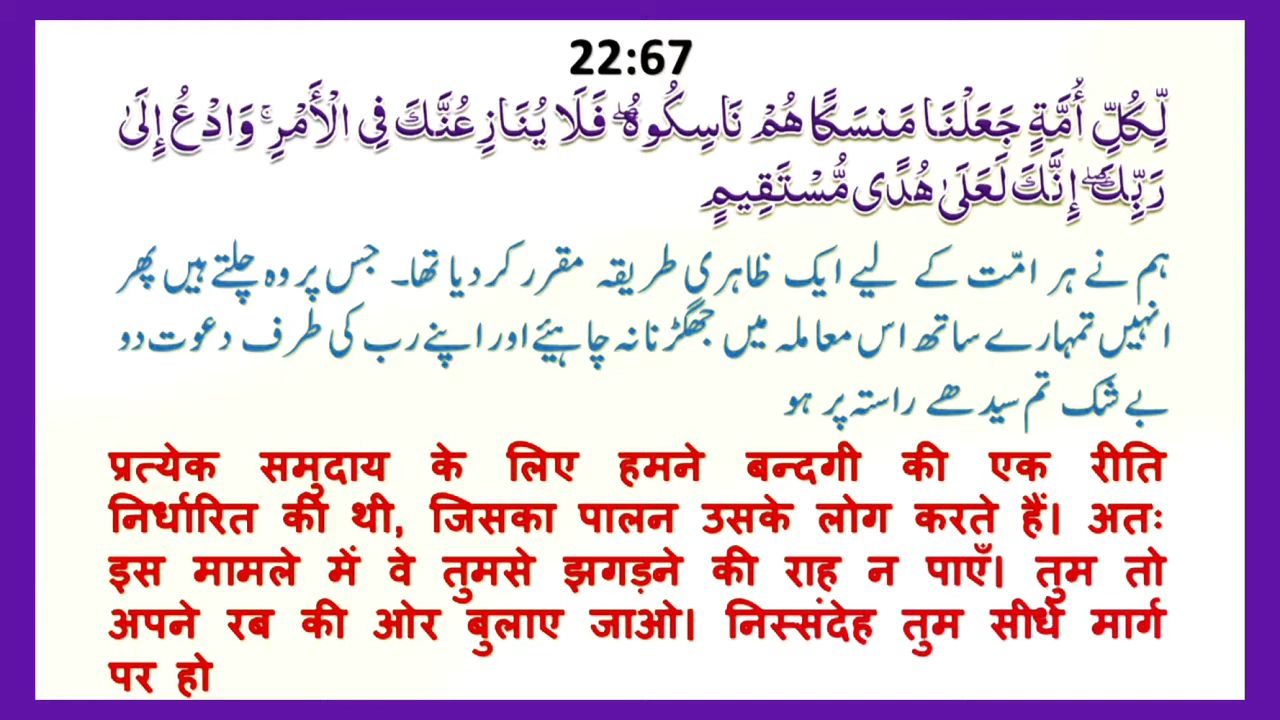 22:67
لِّكُلِّ أُمَّةٍ جَعَلْنَا مَنسَكًا هُمْ نَاسِكُوهُ ۖ فَلَا يُنَازِعُنَّكَ فِي الْأَمْرِ ۚ وَادْعُ إِلَىٰ
رَبِّكَ ۖ إِنَّكَ لَعَلَىٰ هُدًى مُّسْتَقِيمٍ
ہم نے ہر امّت کے لیے ایک ظاہری طریقہ مقرر کر دیا تھا۔ جس پر وہ چلتے ہیں پھر
انہیں تمہارے ساتھ اس معاملہ میں جھگڑنا نہ چاہیئے اور اپنے رب کی طرف دعوت دو
بے شک تم سیدھے راستہ پر ہو
प्रत्येक समुदाय के लिए हमने बन्दगी की एक रीति
निर्धारित की थी, जिसका पालन उसके लोग करते हैं। अतः
इस मामले में वे तुमसे झगड़ने की राह न पाएँ। तुम तो
अपने रब की ओर बुलाए जाओ। निस्संदेह तुम सीधे मार्ग
पर हो